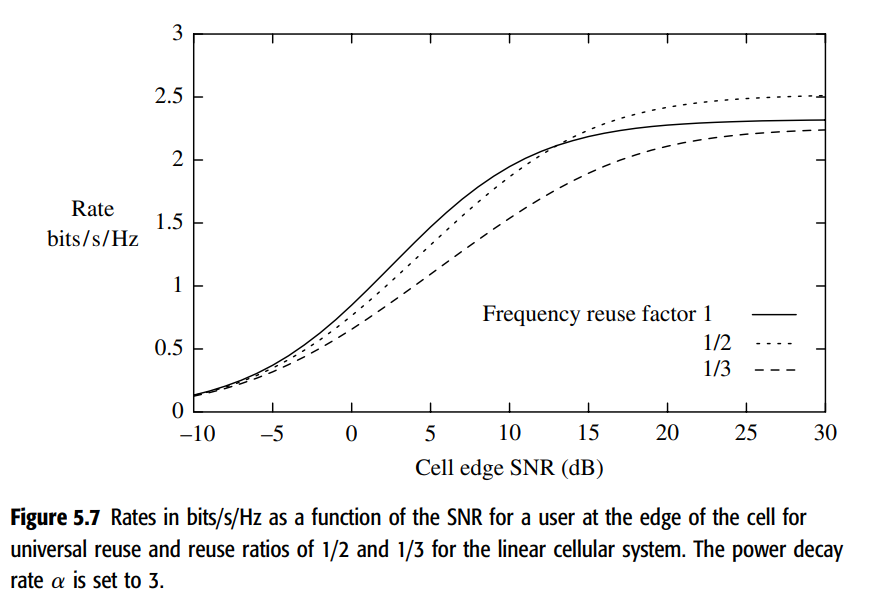 3
2.5
2
Rate
1.5
bits/s/Hz
1
Frequency reuse factor 1
1/2
0.5
1/3
0
–10 –5 0 5 10 15 20 25 30
Cell edge SNR (dB)
Figure 5.7 Rates in bits/s/Hz as a function of the SNR for a user at the edge of the cell for
universal reuse and reuse ratios of 1/2 and 1/3 for the linear cellular system. The power decay
rate α is set to 3.